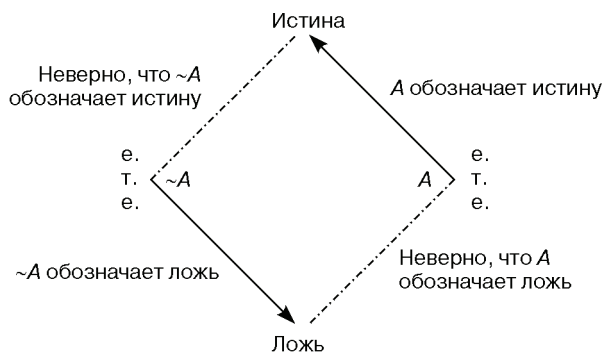 Истина
Неверно, что ~A
обозначает истину
A обозначает истину
е.
т.
е.
~A
A
е.
т.
е.
~A обозначает ложь
Неверно, что A
обозначает ложь
Ложь